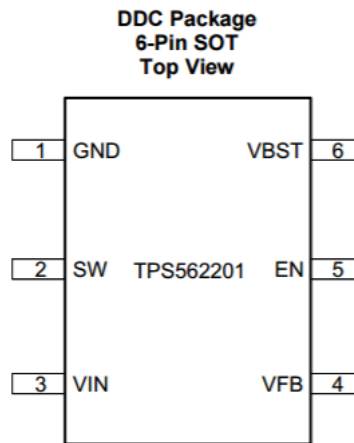 DDC Package
6-Pin SOT
Top View
1 GND VBST 6
2 SW TPS562201 EN 5
3 VIN VFB 4